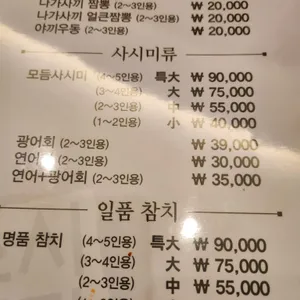 나가사끼 짬뽕 (2~3인용) ₩ 20,000
나가사끼 얼큰짬뽕 (2~3인용) ₩ 20,000
야끼우동 (2~3인용) ₩ 20,000
사시미류
모듬사시미 (4~5인용) 특大 ₩ 90,000
(3~4인용) 大 ₩ 75,000
(2~3인용) 中 ₩ 55,000
(1~2인용) 小 ₩ 40,000
광어회 (2~3인용) ₩ 39,000
연어 (2~3인용) ₩ 30,000
연어+광어회 (2~3인용) ₩ 35,000
일품 참치
명품 참치 (4~5인용) 특大 ₩ 90,000
(3~4인용) 大 ₩ 75,000
(2~3인용) 中 ₩ 55,000